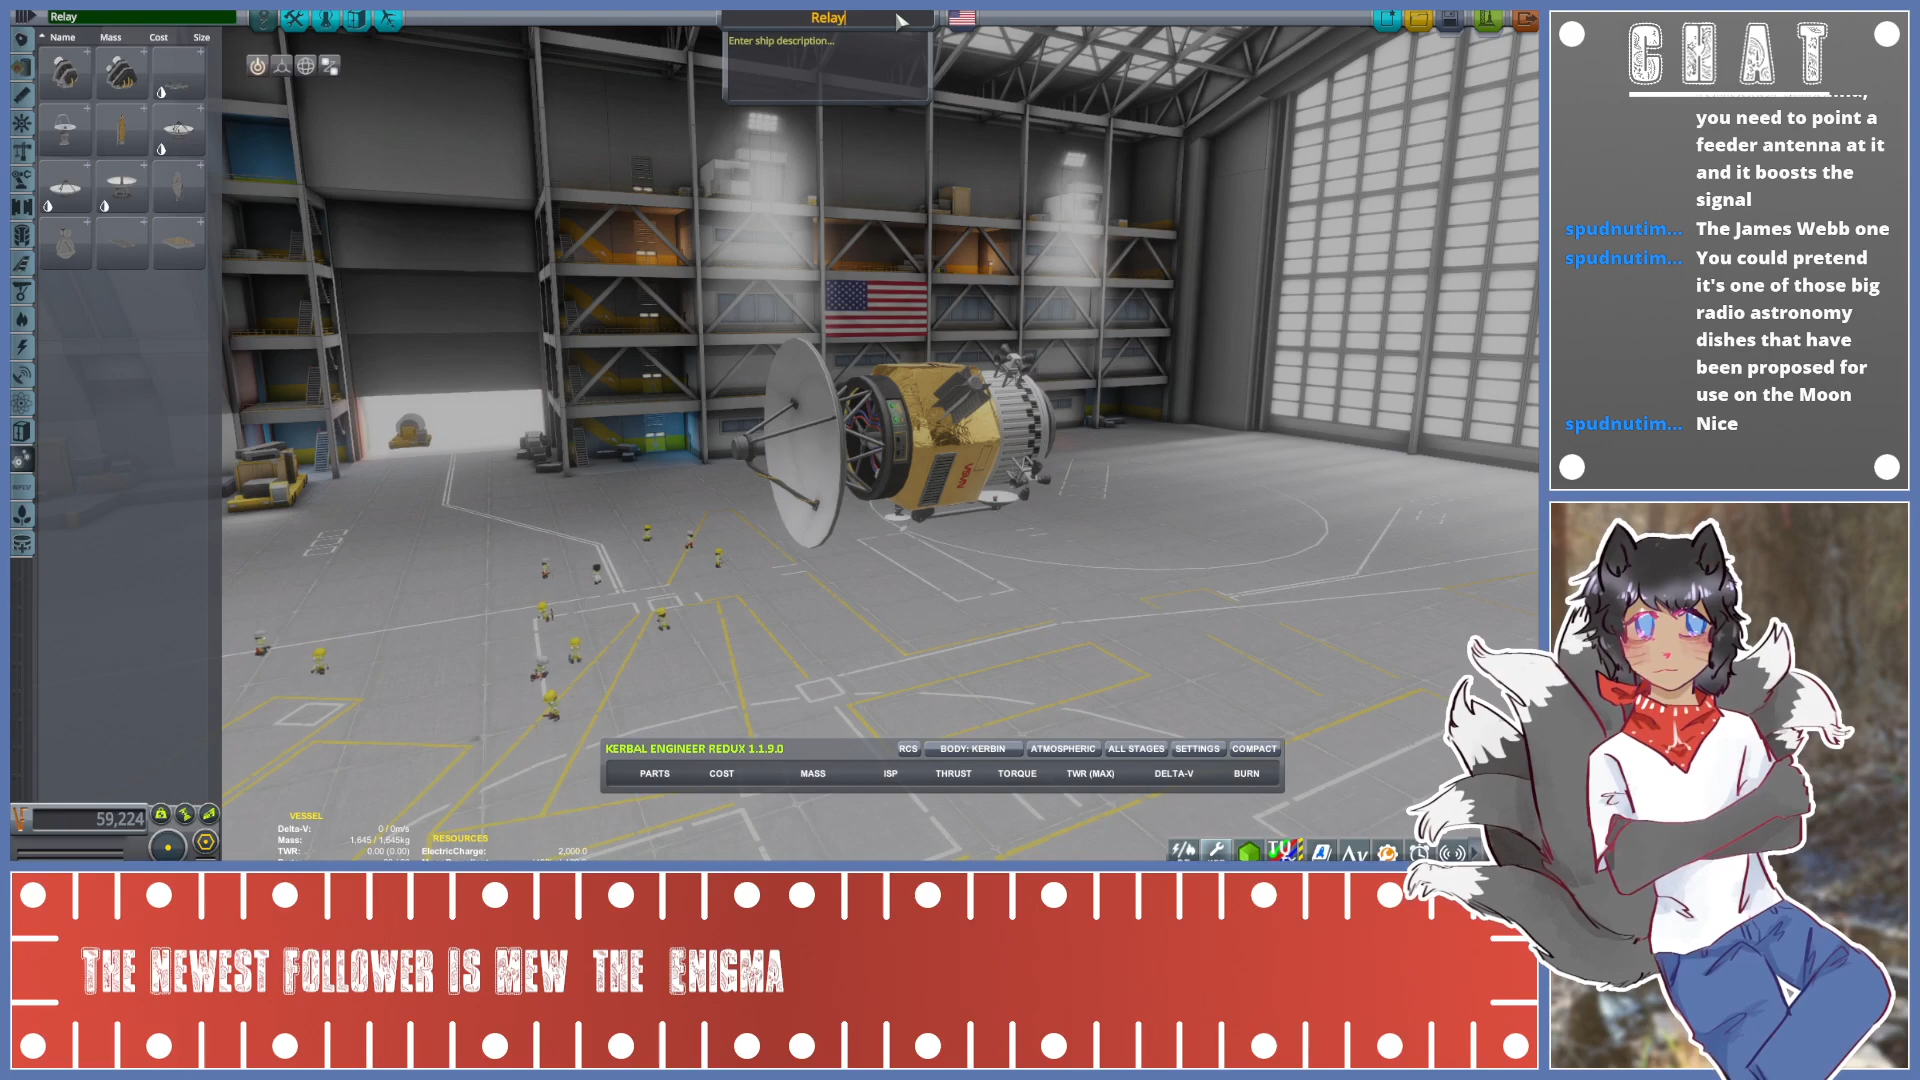 Relay
Relay
Enter ship description...
Name Mass Cost Size
CHAT
you need to point a
feeder antenna at it
and it boosts the
signal
spudnutim... The James Webb one
spudnutim... You could pretend
it's one of those big
radio astronomy
dishes that have
been proposed for
use on the Moon
spudnutim... Nice
KERBAL ENGINEER REDUX 1.1.9.0
RCS BODY: KERBIN ATMOSPHERIC ALL STAGES SETTINGS COMPACT
PARTS COST MASS ISP THRUST TORQUE TWR (MAX) DELTA-V BURN
59,224
VESSEL
Delta-V: 0 / 0m/s
Mass: 1,645 / 1,645kg
TWR: 0.00 (0.00)
RESOURCES
ElectricCharge: 2,000.0
The Newest Follower Is Mew the Enigma